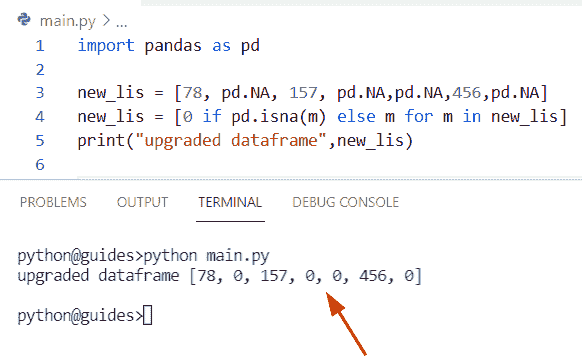 main.py > ...
1 import pandas as pd
2
3 new_lis = [78, pd.NA, 157, pd.NA,pd.NA,456,pd.NA]
4 new_lis = [0 if pd.isna(m) else m for m in new_lis]
5 print("upgraded dataframe",new_lis)
6
PROBLEMS OUTPUT TERMINAL DEBUG CONSOLE
python@guides>python main.py
upgraded dataframe [78, 0, 157, 0, 0, 456, 0]
python@guides>